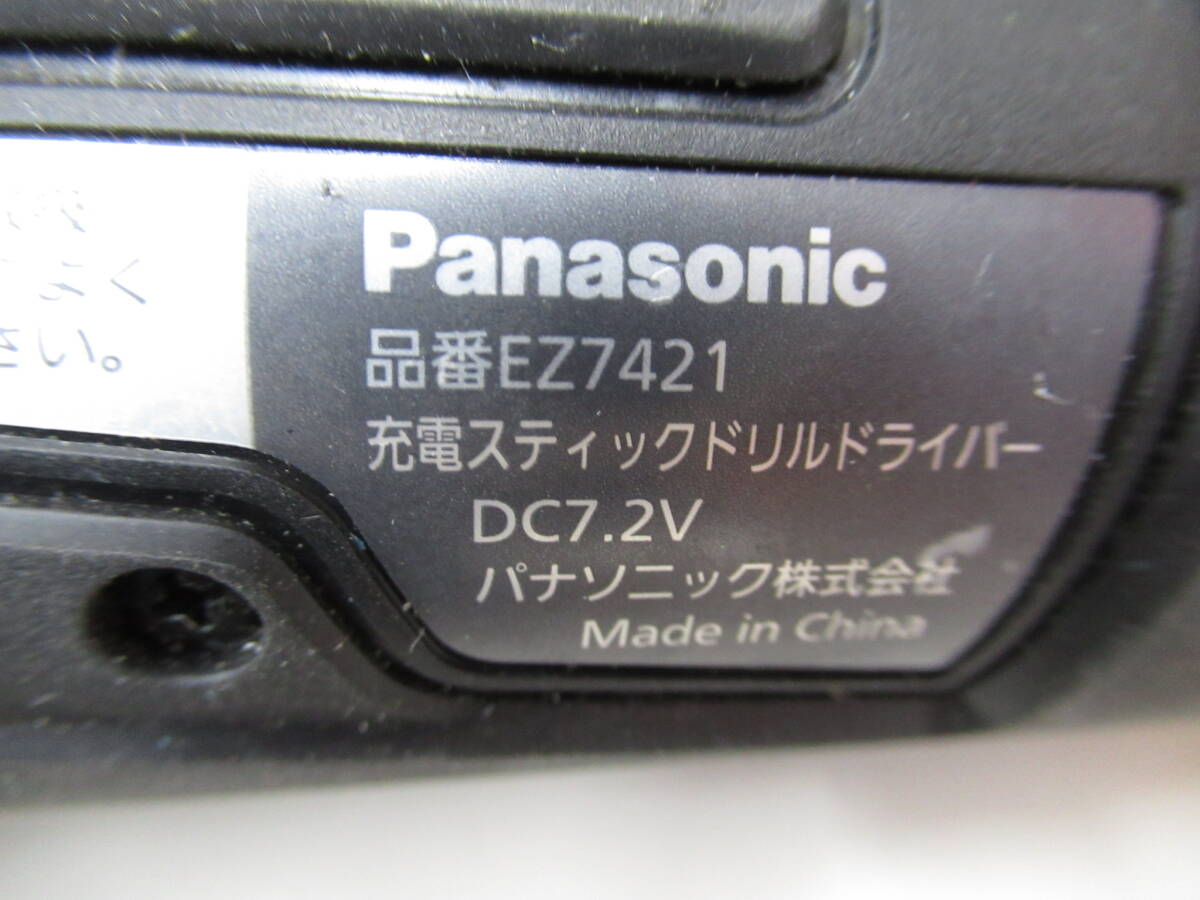 Panasonic
品番EZ7421
充電スティックドリルドライバー
DC7.2V
パナソニック株式会社
Made in China
さい。